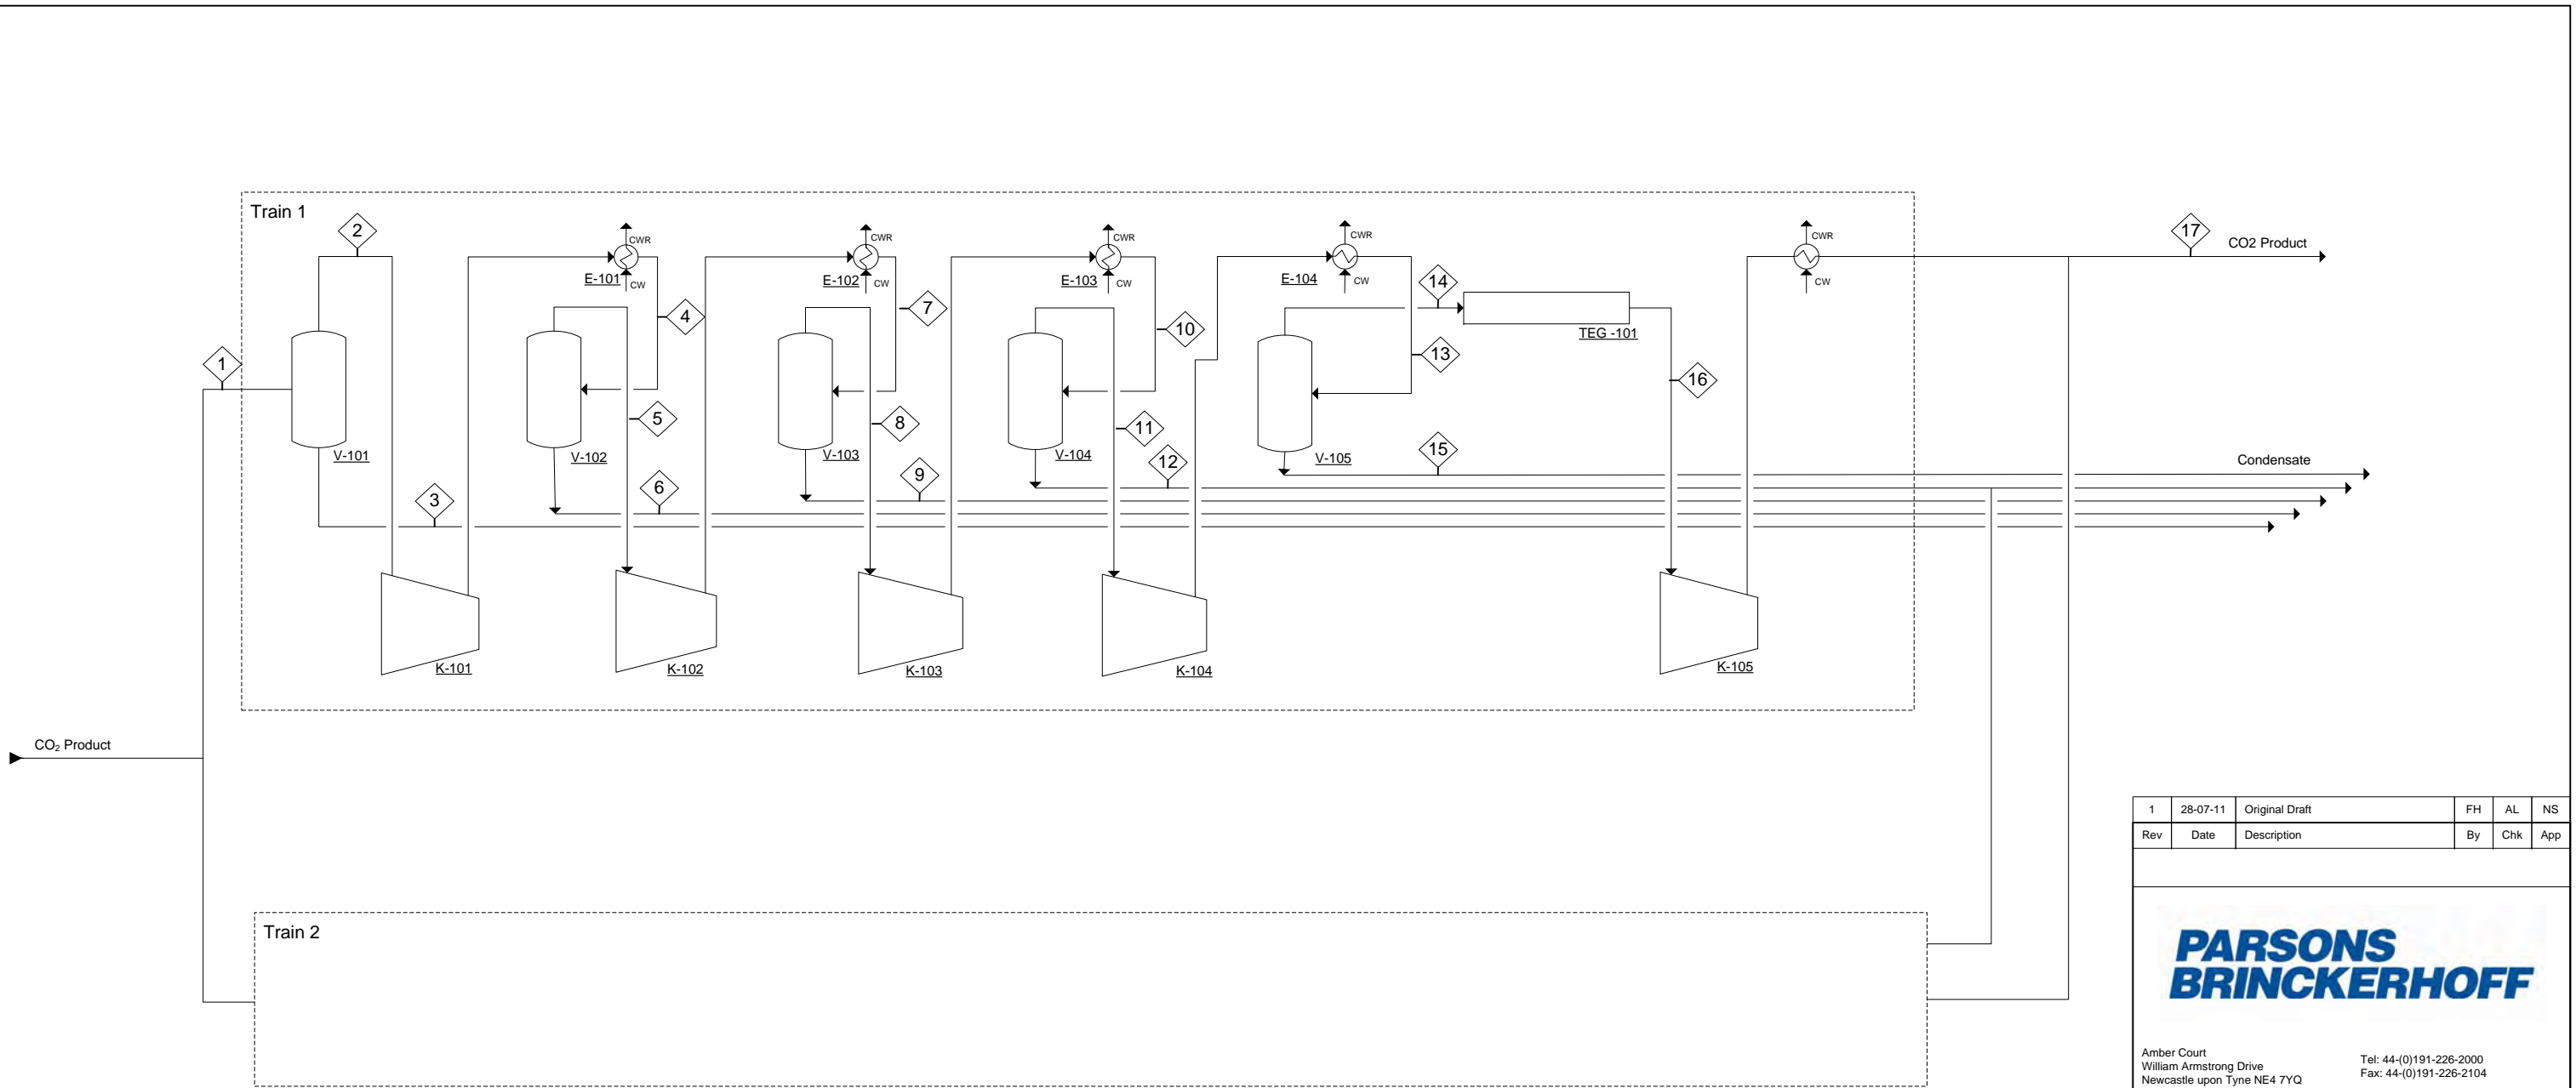 Train 1
2
CWR
CWR
CWR
CWR
CWR
17
CO2 Product
E-101
CW
E-102
CW
E-103
CW
E-104
CW
CW
14
4
7
10
TEG -101
13
1
16
5
8
11
V-101
V-102
V-103
V-104
V-105
15
Condensate
12
9
6
3
K-101
K-102
K-103
K-104
K-105
CO₂ Product
1 28-07-11 Original Draft FH AL NS
Rev Date Description By Chk App
Train 2
PARSONS
BRINCKERHOFF
Amber Court
William Armstrong Drive
Newcastle upon Tyne NE4 7YQ
Tel: 44-(0)191-226-2000
Fax: 44-(0)191-226-2104